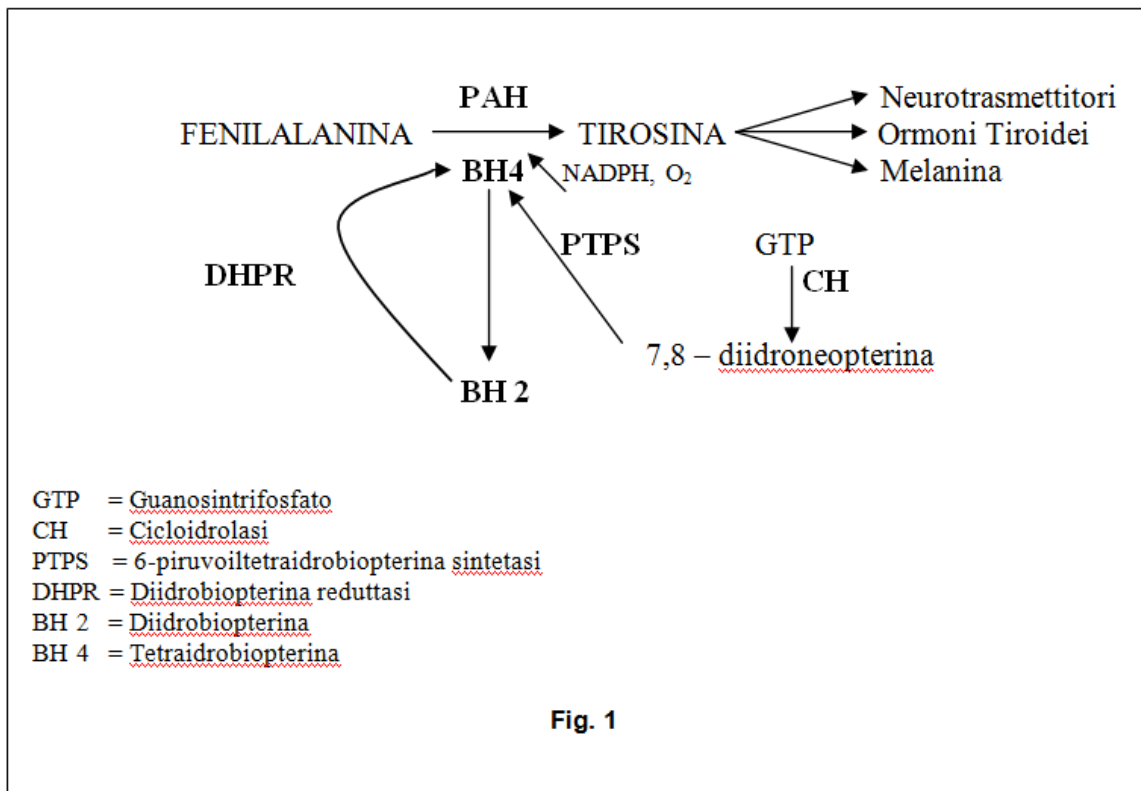 PAH
Neurotrasmettitori
FENILALANINA TIROSINA Ormoni Tiroidei
BH4 NADPH, O₂ Melanina
PTPS GTP
DHPR CH
7,8 – diidroneopterina
BH 2
GTP = Guanosintrifosfato
CH = Cicloidrolasi
PTPS = 6-piruvoiltetraidrobiopterina sintetasi
DHPR = Diidrobiopterina reduttasi
BH 2 = Diidrobiopterina
BH 4 = Tetraidrobiopterina
Fig. 1